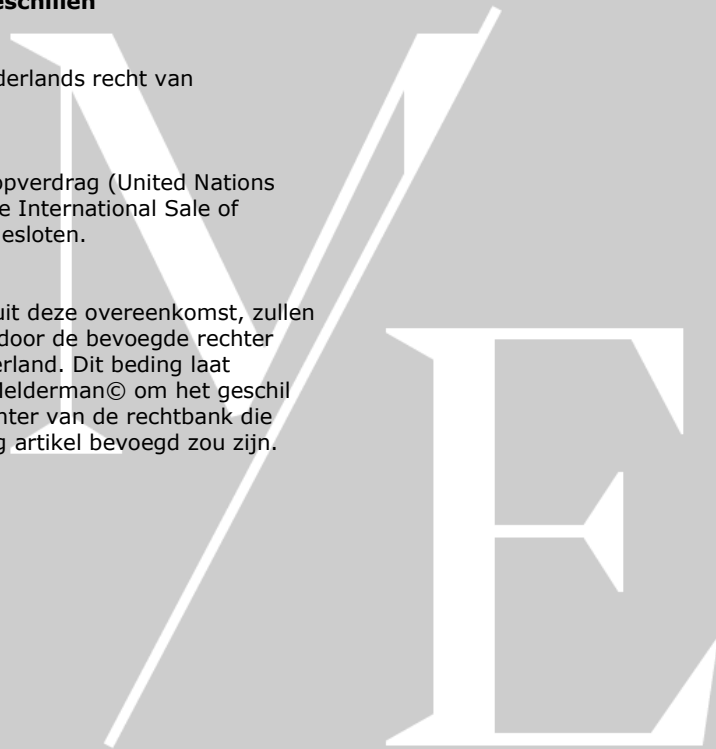 eschillen
derlands recht van
opverdrag (United Nations
e International Sale of
esloten.
uit deze overeenkomst, zullen
door de bevoegde rechter
erland. Dit beding laat
elderman© om het geschil
hter van de rechtbank die
g artikel bevoegd zou zijn.
M/E